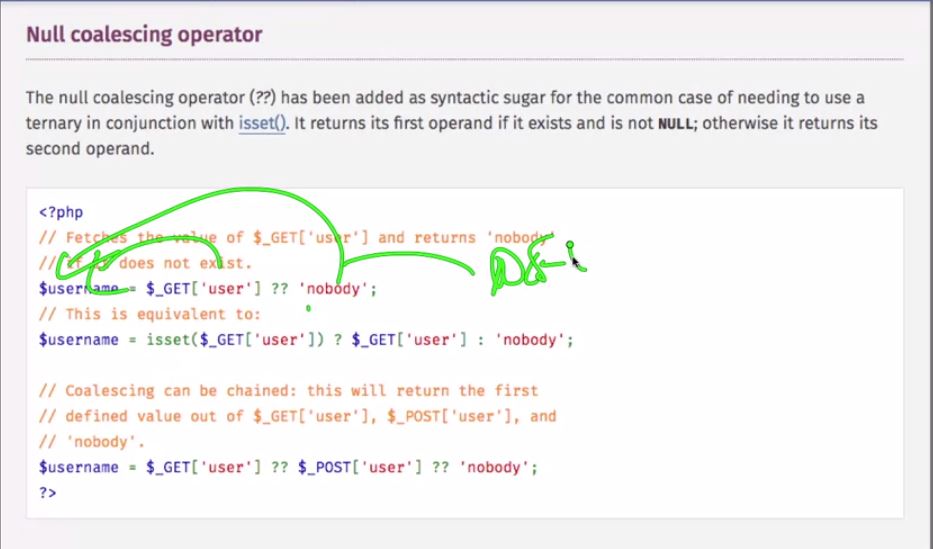 Null coalescing operator
The null coalescing operator (??) has been added as syntactic sugar for the common case of needing to use a
ternary in conjunction with isset(). It returns its first operand if it exists and is not NULL; otherwise it returns its
second operand.
<?php
// Fetches the value of $_GET['user'] and returns 'nobody'
// if it does not exist.
$username = $_GET['user'] ?? 'nobody';
// This is equivalent to:
$username = isset($_GET['user']) ? $_GET['user'] : 'nobody';
// Coalescing can be chained: this will return the first
// defined value out of $_GET['user'], $_POST['user'], and
// 'nobody'.
$username = $_GET['user'] ?? $_POST['user'] ?? 'nobody';
?>